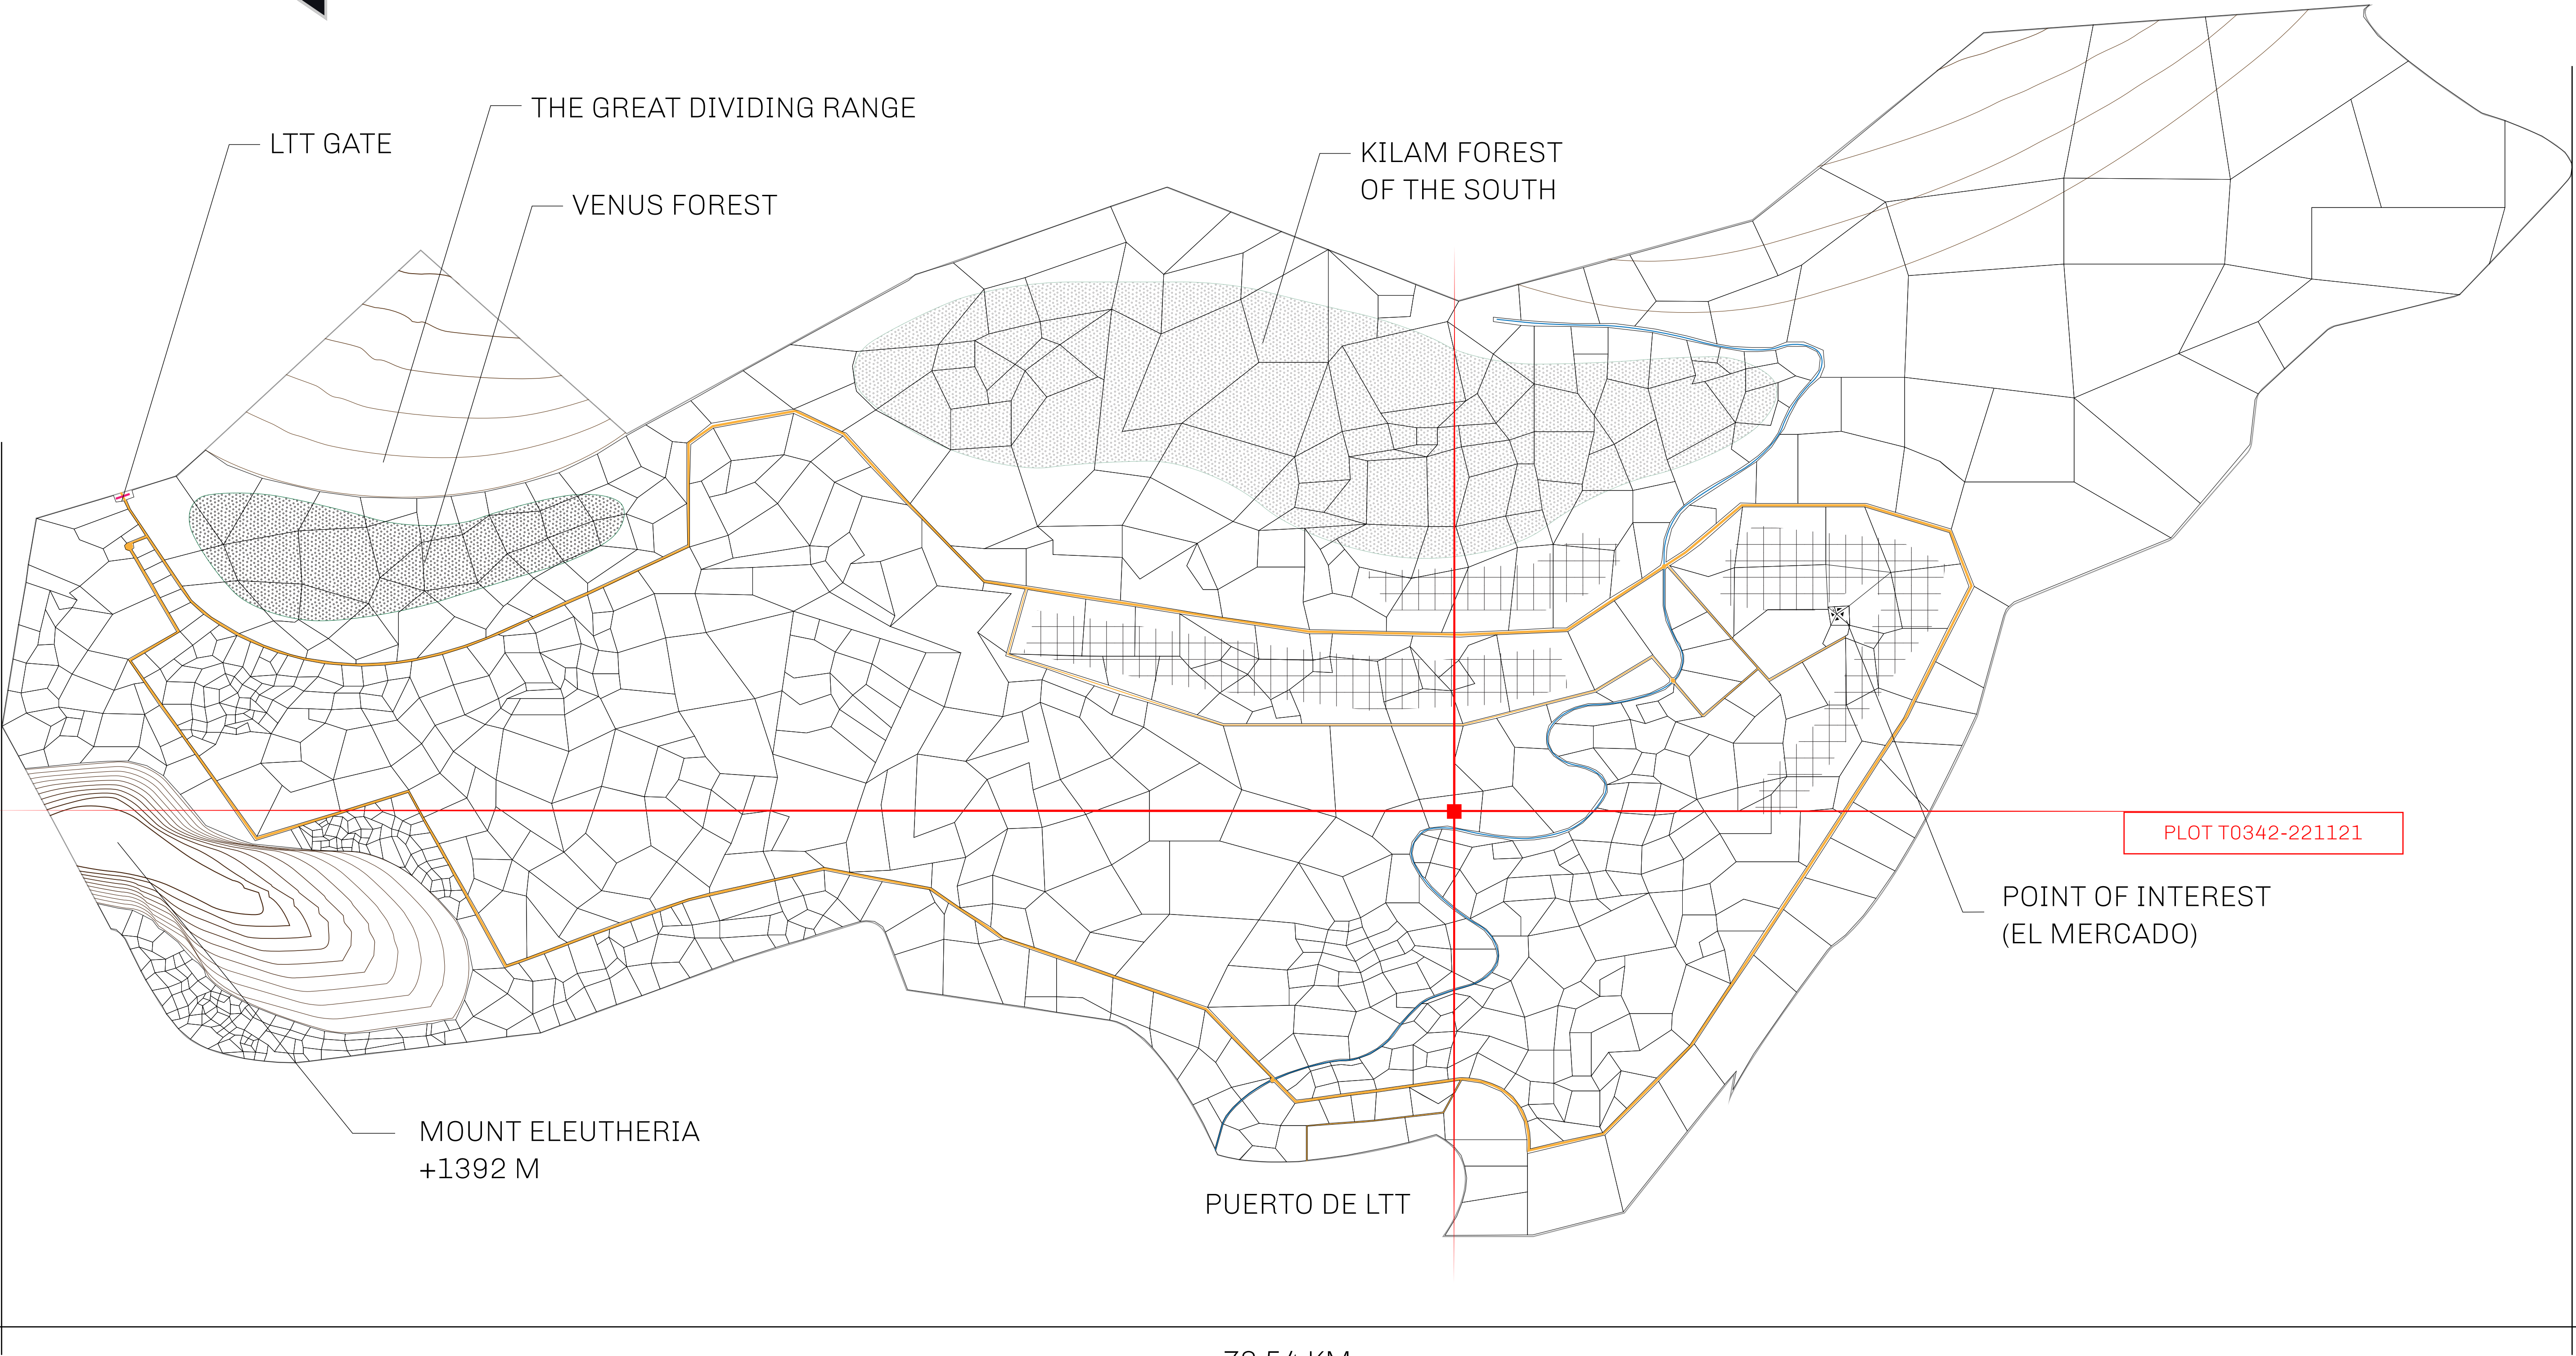 THE GREAT DIVIDING RANGE
LTT GATE
VENUS FOREST
KILAM FOREST
OF THE SOUTH
PLOT T0342-221121
POINT OF INTEREST
(EL MERCADO)
MOUNT ELEUTHERIA
+1392 M
PUERTO DE LTT
KM